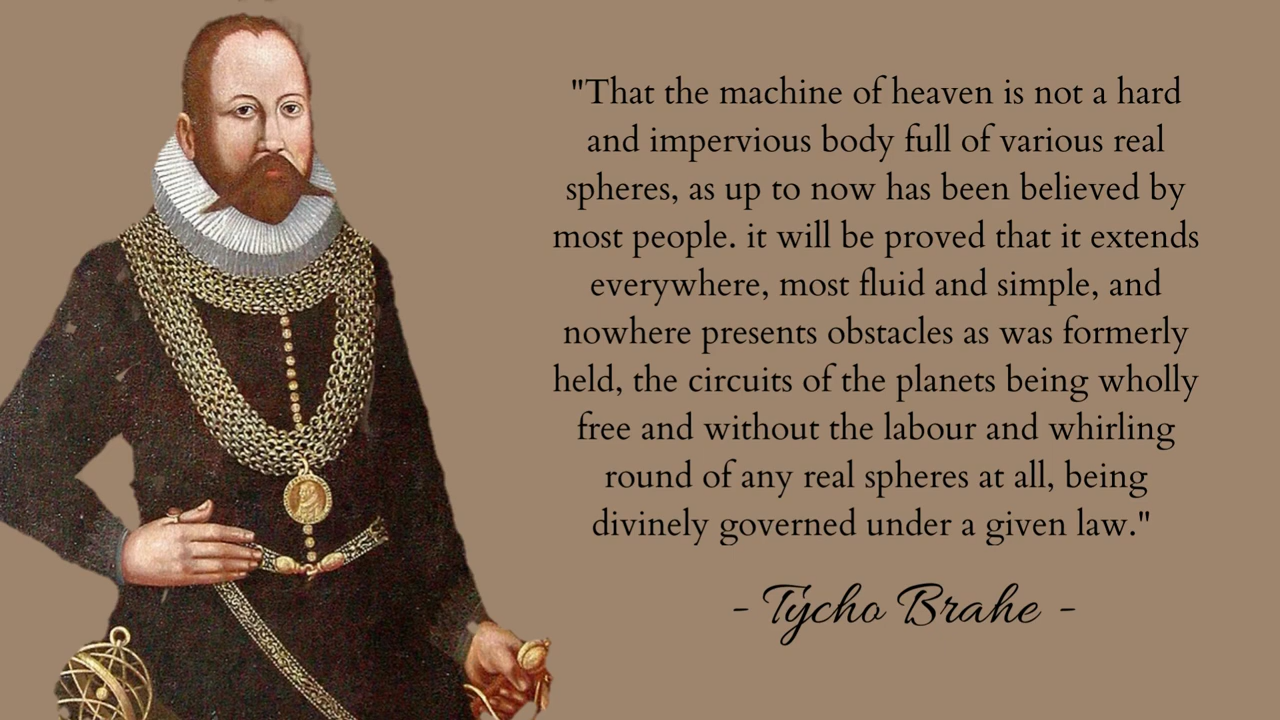 "That the machine of heaven is not a hard
and impervious body full of various real
spheres, as up to now has been believed by
most people. it will be proved that it extends
everywhere, most fluid and simple, and
nowhere presents obstacles as was formerly
held, the circuits of the planets being wholly
free and without the labour and whirling
round of any real spheres at all, being
divinely governed under a given law."
- Tycho Brahe -